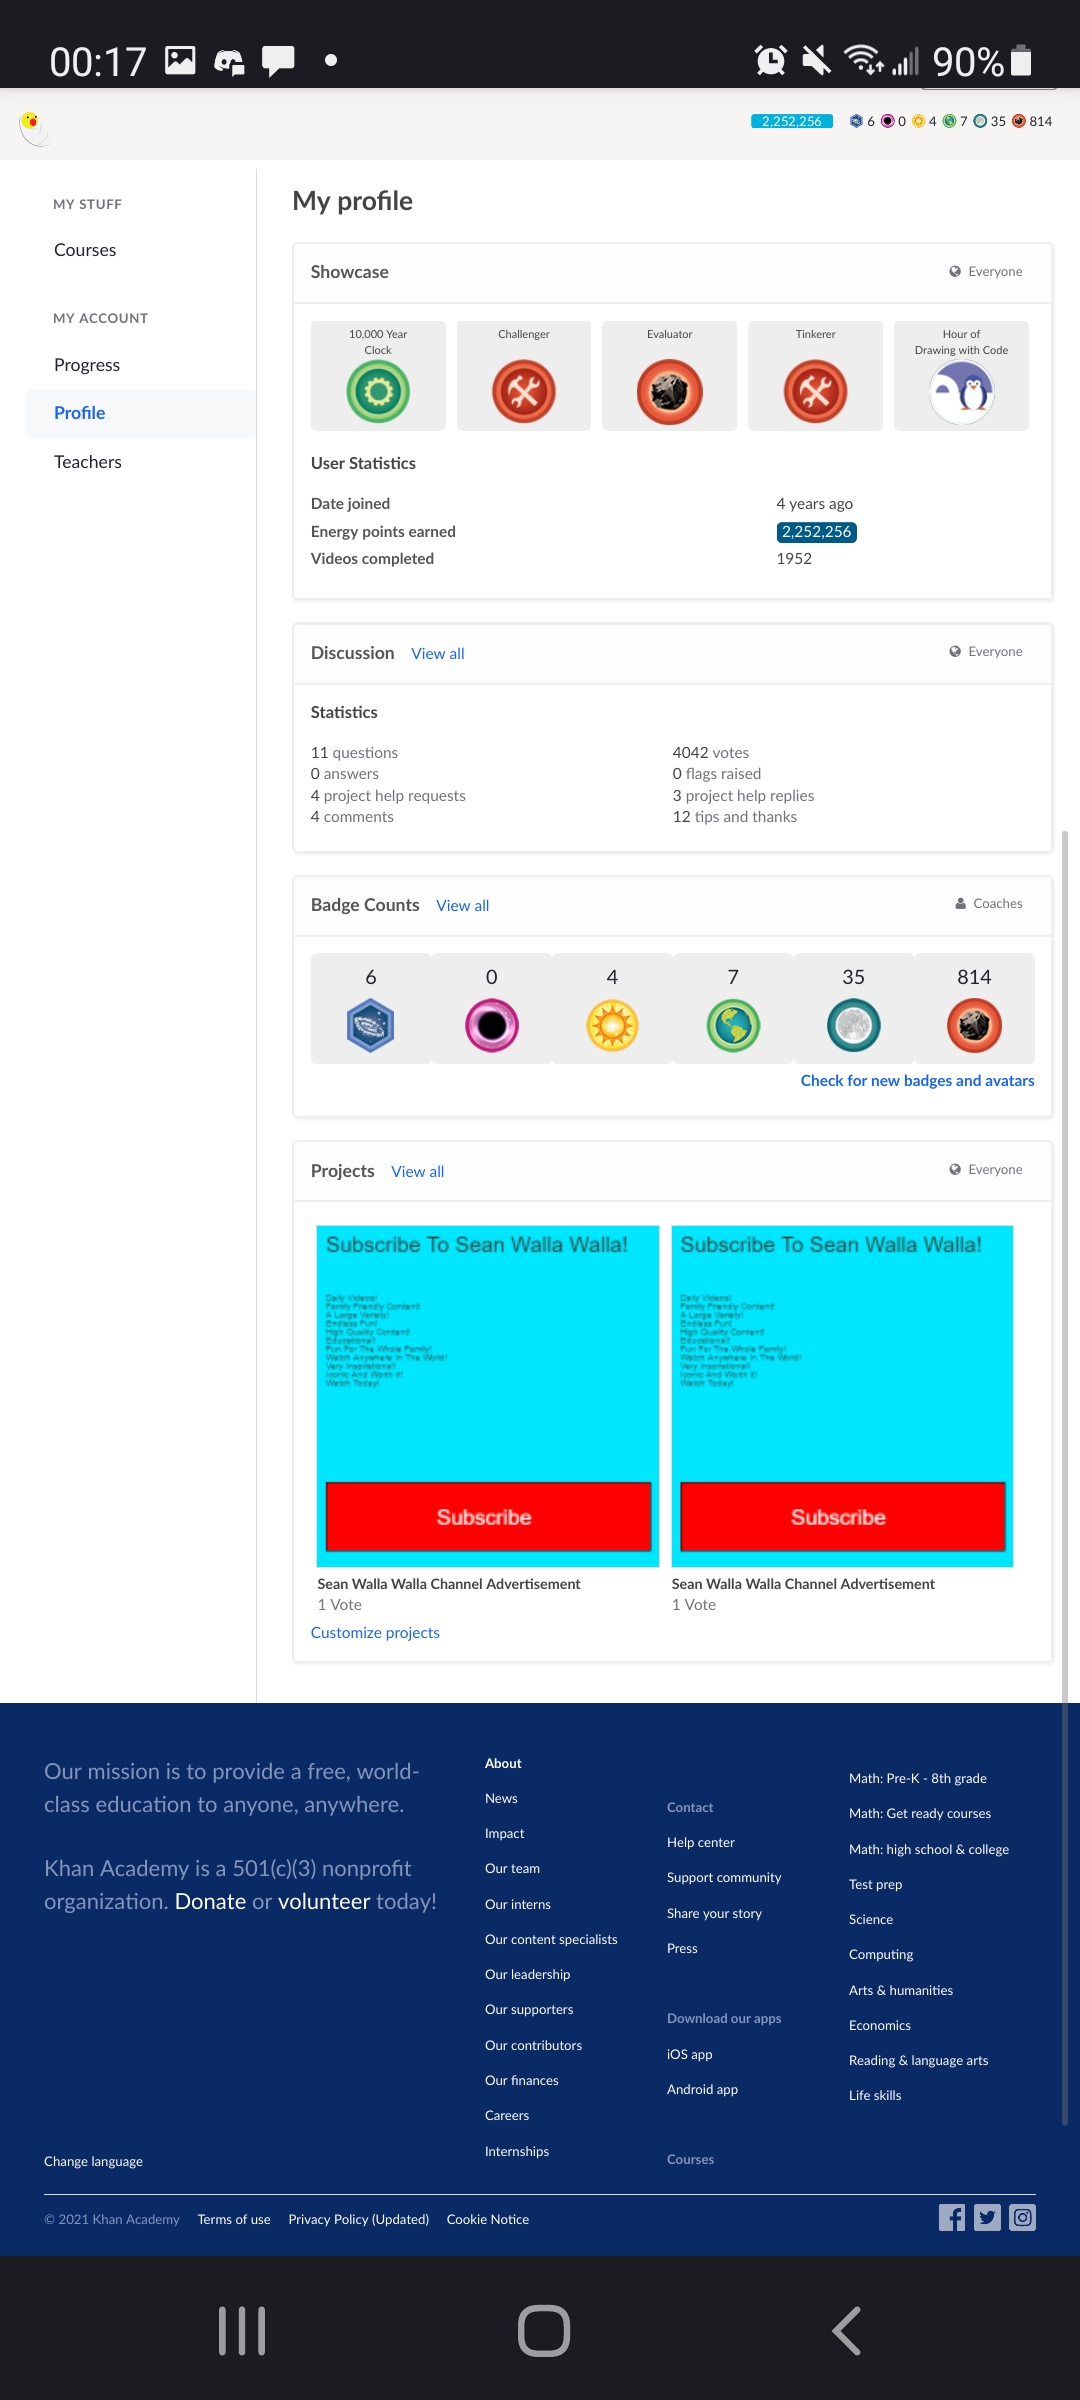 00:17
90%
2,252,256 6 0 4 7 35 814
MY STUFF
Courses
MY ACCOUNT
Progress
Profile
Teachers
My profile
Showcase Everyone
10,000 Year
Clock
Challenger
Evaluator
Tinkerer
Hour of
Drawing with Code
User Statistics
Date joined 4 years ago
Energy points earned 2,252,256
Videos completed 1952
Discussion View all Everyone
Statistics
11 questions 4042 votes
0 answers 0 flags raised
4 project help requests 3 project help replies
4 comments 12 tips and thanks
Badge Counts View all Coaches
6 0 4 7 35 814
Check for new badges and avatars
Projects View all Everyone
Subscribe To Sean Walla Walla!
Daily Videos!
Family Friendly Content!
A Large Variety!
Endless Fun!
High Quality Content!
Educational!
Fun For The Whole Family!
Watch Anywhere In The World!
Very Inspirational!
Iconic And Worth It!
Watch Today!
Subscribe
Sean Walla Walla Channel Advertisement
1 Vote
Subscribe To Sean Walla Walla!
Daily Videos!
Family Friendly Content!
A Large Variety!
Endless Fun!
High Quality Content!
Educational!
Fun For The Whole Family!
Watch Anywhere In The World!
Very Inspirational!
Iconic And Worth It!
Watch Today!
Subscribe
Sean Walla Walla Channel Advertisement
1 Vote
Customize projects
Our mission is to provide a free, world-
class education to anyone, anywhere.
Khan Academy is a 501(c)(3) nonprofit
organization. Donate or volunteer today!
About
News
Impact
Our team
Our interns
Our content specialists
Our leadership
Our supporters
Our contributors
Our finances
Careers
Internships
Contact
Help center
Support community
Share your story
Press
Download our apps
iOS app
Android app
Courses
Math: Pre-K - 8th grade
Math: Get ready courses
Math: high school & college
Test prep
Science
Computing
Arts & humanities
Economics
Reading & language arts
Life skills
Change language
© 2021 Khan Academy Terms of use Privacy Policy (Updated) Cookie Notice